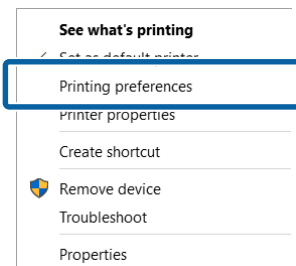 See what's printing
Set as default printer
Printing preferences
Printer properties
Create shortcut
Remove device
Troubleshoot
Properties